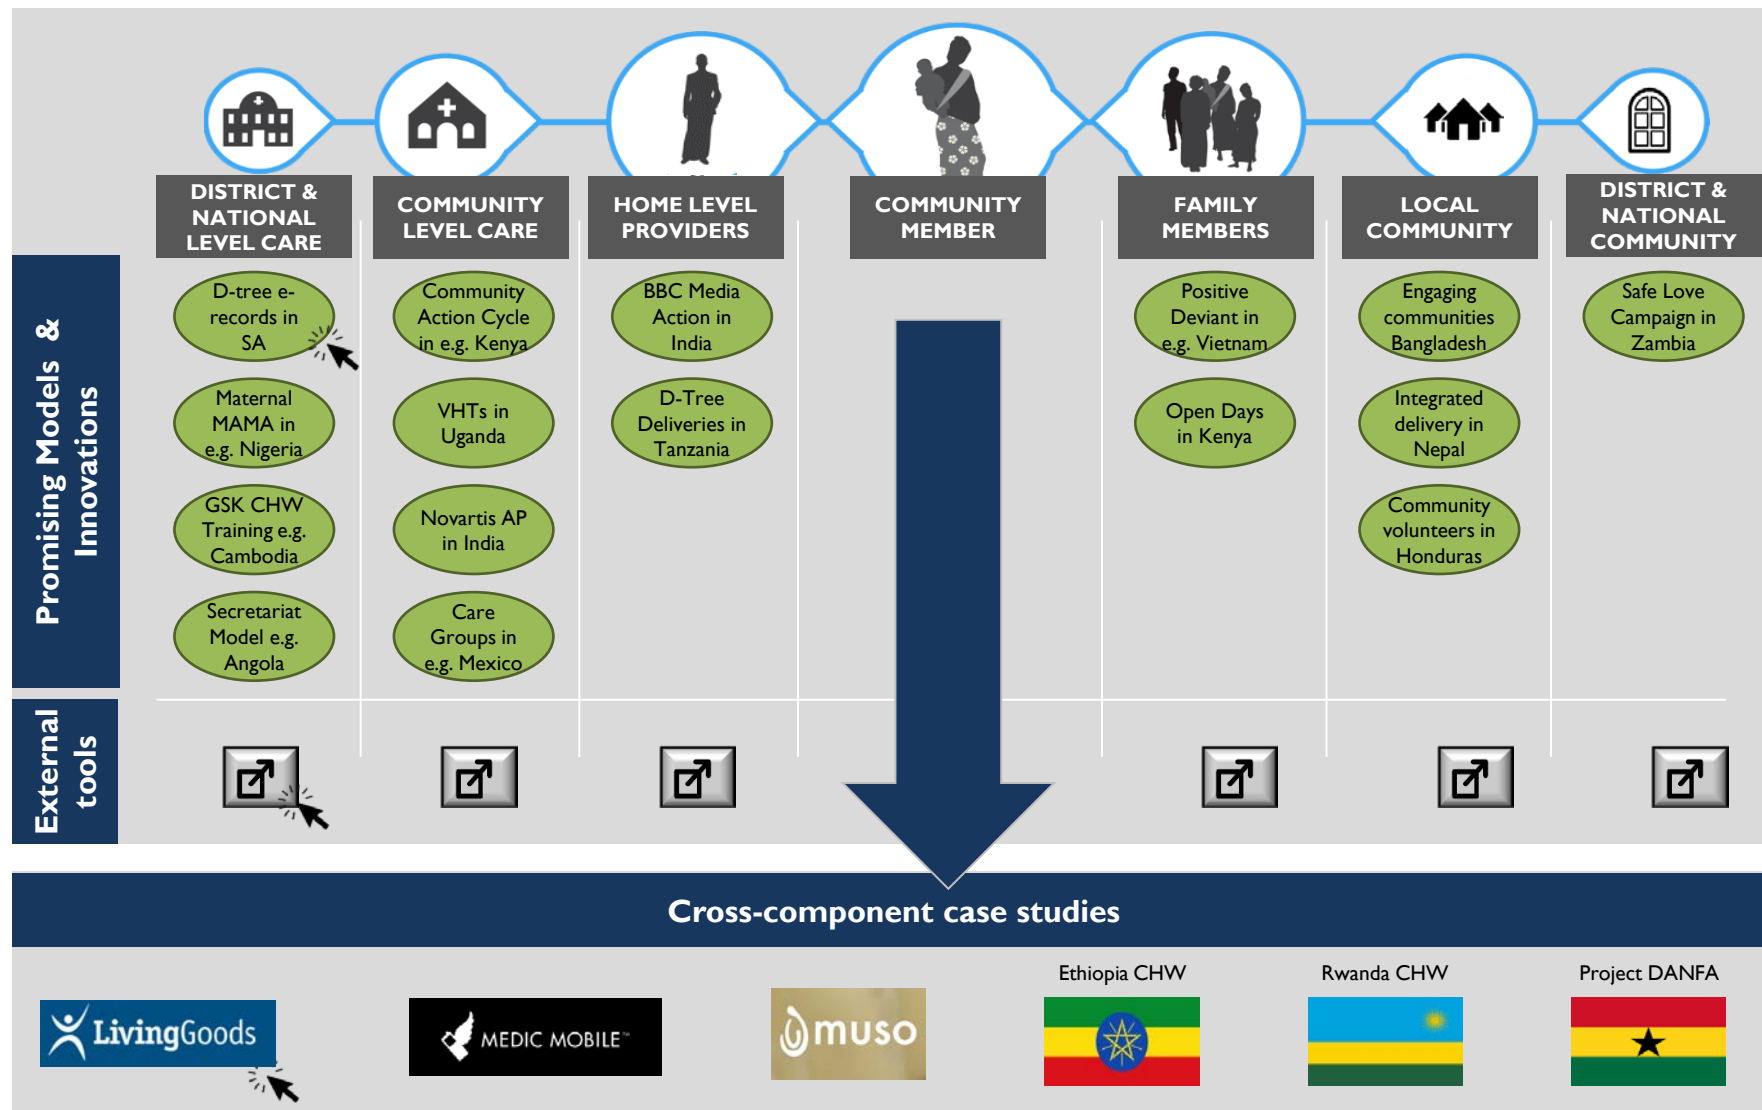 DISTRICT &
NATIONAL
LEVEL CARE
COMMUNITY
LEVEL CARE
HOME LEVEL
PROVIDERS
COMMUNITY
MEMBER
FAMILY
MEMBERS
LOCAL
COMMUNITY
DISTRICT &
NATIONAL
COMMUNITY
Promising Models &
Innovations
D-tree e-
records in
SA
Maternal
MAMA in
e.g. Nigeria
GSK CHW
Training e.g.
Cambodia
Secretariat
Model e.g.
Angola
Community
Action Cycle
in e.g. Kenya
VHTs in
Uganda
Novartis AP
in India
Care
Groups in
e.g. Mexico
BBC Media
Action in
India
D-Tree
Deliveries in
Tanzania
Positive
Deviant in
e.g. Vietnam
Open Days
in Kenya
Engaging
communities
Bangladesh
Integrated
delivery in
Nepal
Community
volunteers in
Honduras
Safe Love
Campaign in
Zambia
External
tools
Cross-component case studies
LivingGoods
MEDIC MOBILE™
muso
Ethiopia CHW
Rwanda CHW
Project DANFA